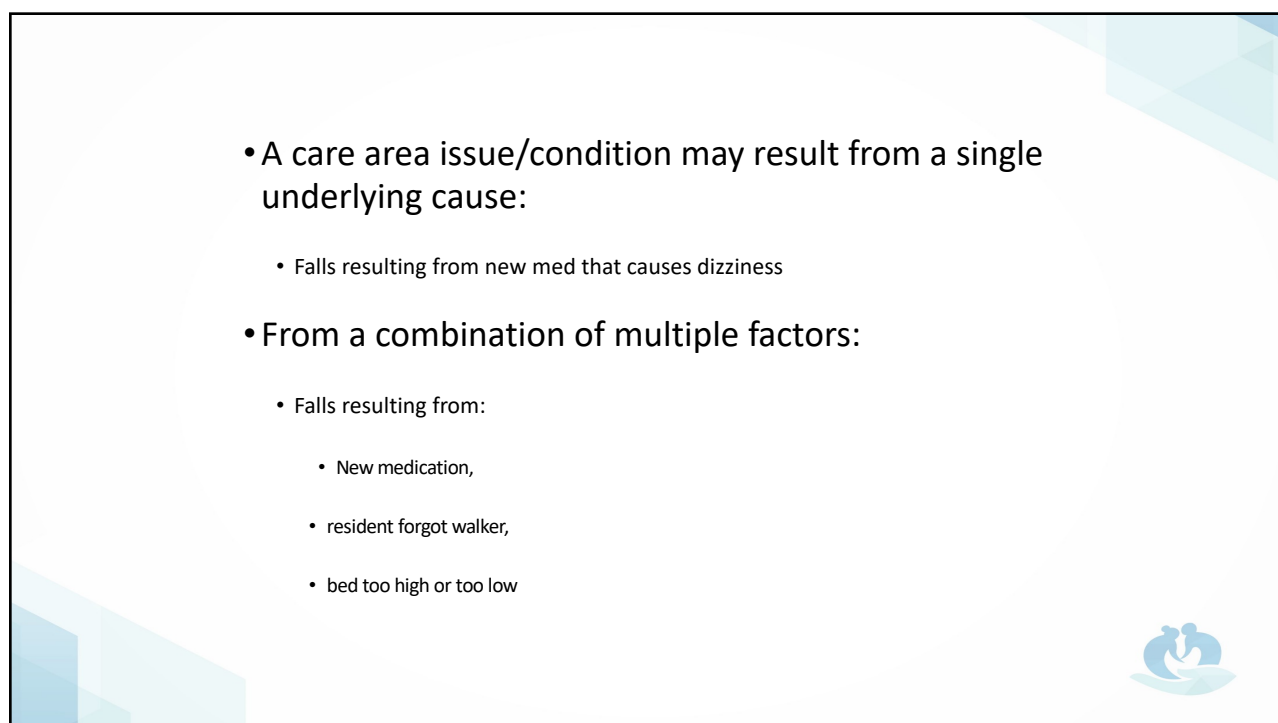 • A care area issue/condition may result from a single
underlying cause:
• Falls resulting from new med that causes dizziness
• From a combination of multiple factors:
• Falls resulting from:
• New medication,
• resident forgot walker,
• bed too high or too low